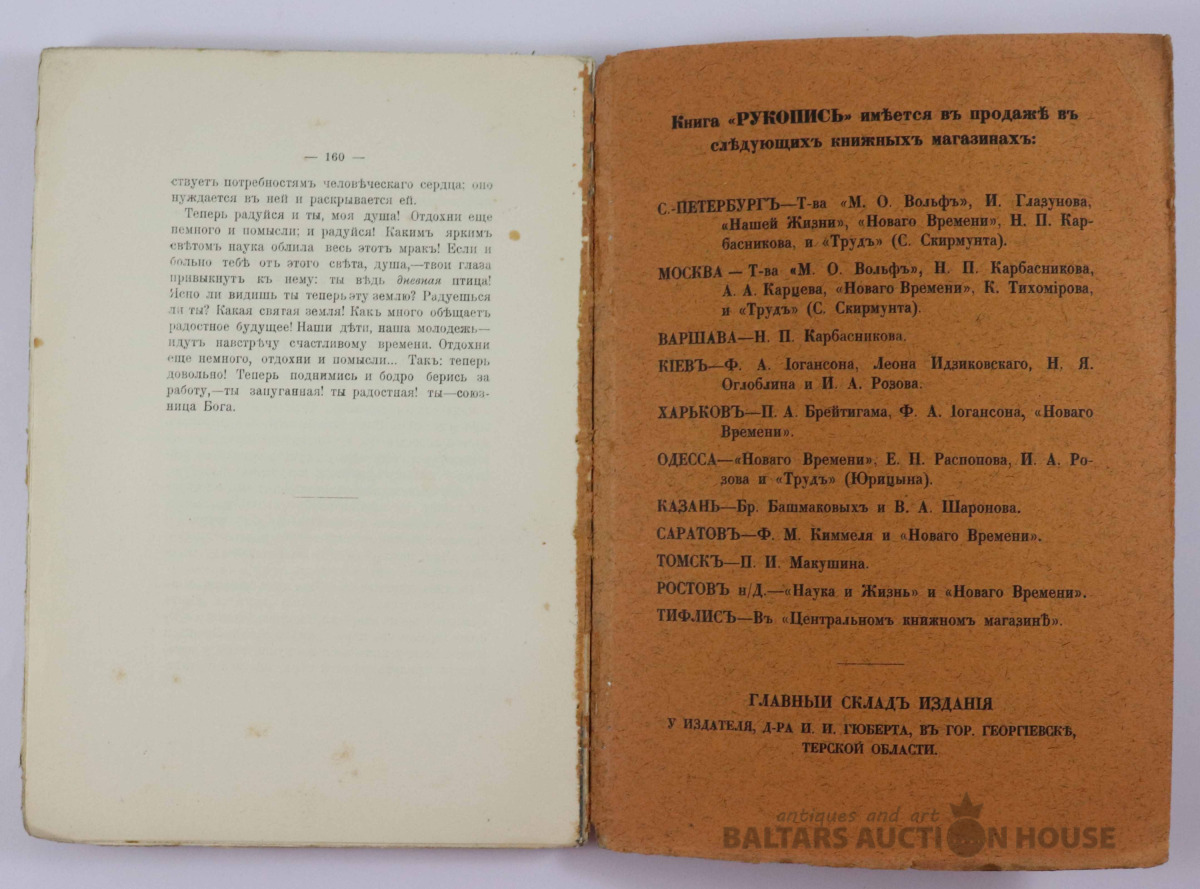 — 160 —
ствуетъ потребностямъ человѣческаго сердца: оно
нуждается въ ней и раскрывается ей.
Теперь радуйся и ты, моя душа! Отдохни еще
немного и помысли; и радуйся! Какимъ яркимъ
свѣтомъ наука облила весь этотъ мракъ! Если и
больно тебѣ отъ этого свѣта, душа,—твои глаза
привыкнутъ къ нему: ты вѣдь дневная птица!
Ясно ли видишь ты теперь эту землю? Радуешься
ли ты? Какая святая земля! Какъ много обѣщаетъ
радостное будущее! Наши дѣти, наша молодежь—
идутъ навстрѣчу счастливому времени. Отдохни
еще немного, отдохни и помысли... Такъ: теперь
довольно! Теперь поднимись и бодро берись за
работу,—ты запуганная! ты радостная! ты—союз-
ница Бога.
Книга «РУКОПИСЬ» имѣется въ продажѣ въ
слѣдующихъ книжныхъ магазинахъ:
С.-ПЕТЕРБУРГЪ—Т-ва «М. О. Вольфъ», И. Глазунова,
«Нашей Жизни», «Новаго Времени», Н. П. Кар-
басникова, и «Трудъ» (С. Скирмунта).
МОСКВА — Т-ва «М. О. Вольфъ», Н. П. Карбасникова,
А. А. Карцева, «Новаго Времени», К. Тихомірова,
и «Трудъ» (С. Скирмунта).
ВАРШАВА—Н. П. Карбасникова.
КІЕВЪ—Ф. А. Іогансона, Леона Идзиковскаго, Н. Я.
Оглоблина и И. А. Розова.
ХАРЬКОВЪ—П. А. Брейтигама, Ф. А. Іогансона, «Новаго
Времени».
ОДЕССА—«Новаго Времени», Е. П. Распопова, И. А. Ро-
зова и «Трудъ» (Юрицына).
КАЗАНЬ—Бр. Башмаковыхъ и В. А. Шаронова.
САРАТОВЪ—Ф. М. Киммеля и «Новаго Времени».
ТОМСКЪ—П. И. Макушина.
РОСТОВЪ н/Д.—«Наука и Жизнь» и «Новаго Времени».
ТИФЛИСЪ—Въ «Центральномъ книжномъ магазинѣ».
ГЛАВНЫЙ СКЛАДЪ ИЗДАНІЯ
У ИЗДАТЕЛЯ, Д-РА И. И. ГЮБЕРТА, ВЪ ГОР. ГЕОРГІЕВСКѢ,
ТЕРСКОЙ ОБЛАСТИ.
antiques and art
BALTARS AUCTION HOUSE